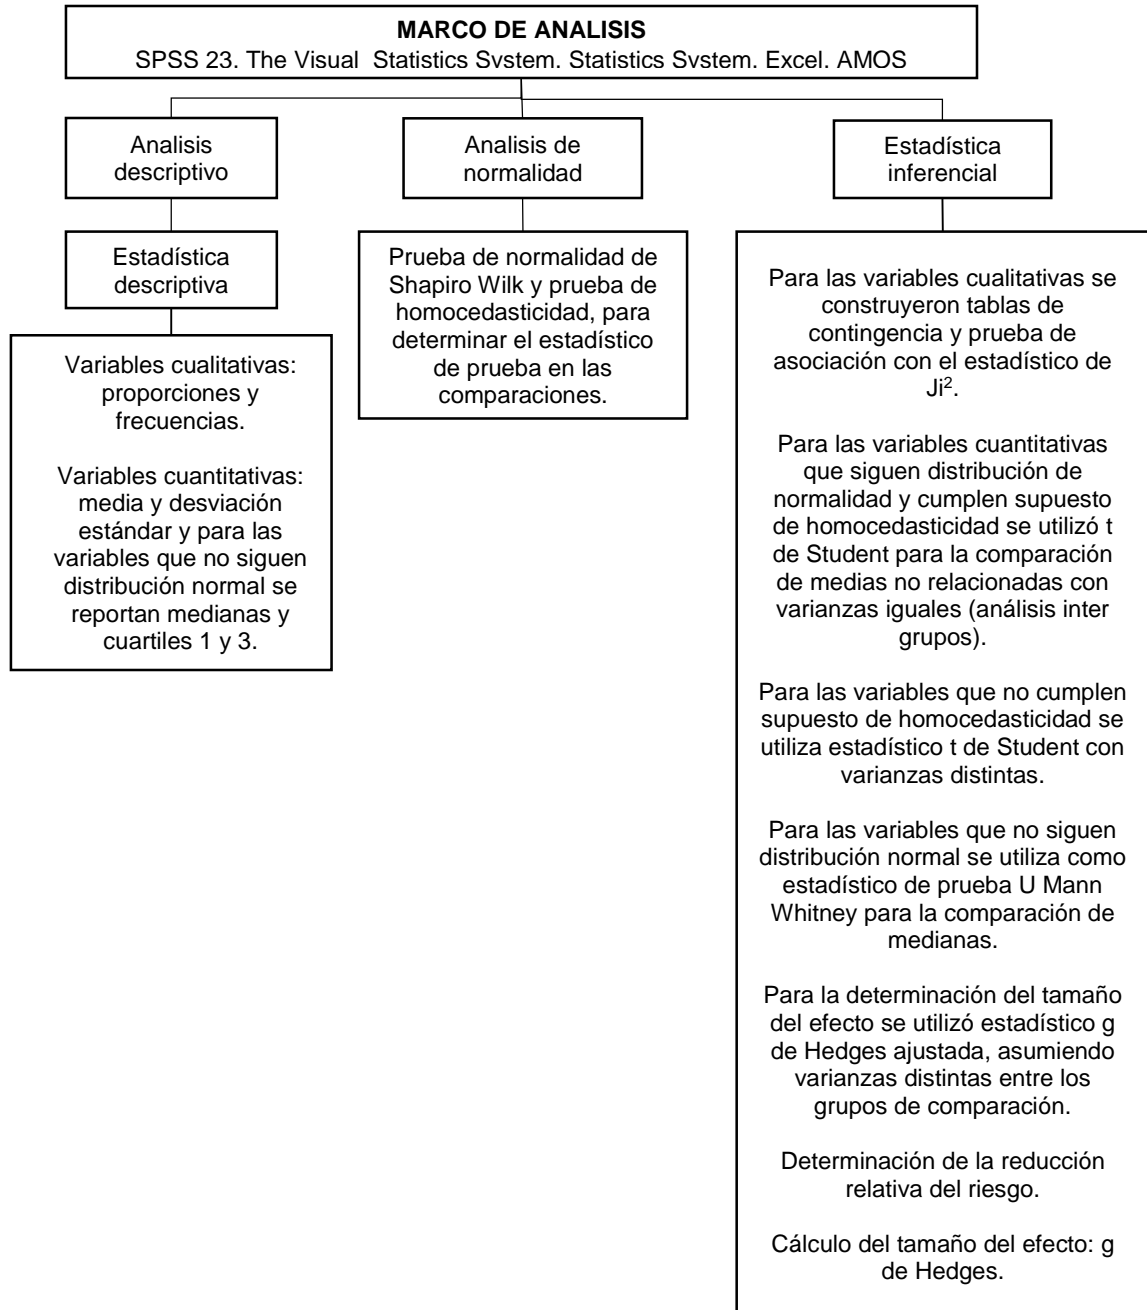 MARCO DE ANALISIS
SPSS 23. The Visual Statistics System. Statistics System. Excel. AMOS
Analisis
descriptivo
Estadística
descriptiva
Variables cualitativas:
proporciones y
frecuencias.
Variables cuantitativas:
media y desviación
estándar y para las
variables que no siguen
distribución normal se
reportan medianas y
cuartiles 1 y 3.
Analisis de
normalidad
Prueba de normalidad de
Shapiro Wilk y prueba de
homocedasticidad, para
determinar el estadístico
de prueba en las
comparaciones.
Estadística
inferencial
Para las variables cualitativas se
construyeron tablas de
contingencia y prueba de
asociación con el estadístico de
Ji².
Para las variables cuantitativas
que siguen distribución de
normalidad y cumplen supuesto
de homocedasticidad se utilizó t
de Student para la comparación
de medias no relacionadas con
varianzas iguales (análisis inter
grupos).
Para las variables que no cumplen
supuesto de homocedasticidad se
utiliza estadístico t de Student con
varianzas distintas.
Para las variables que no siguen
distribución normal se utiliza como
estadístico de prueba U Mann
Whitney para la comparación de
medianas.
Para la determinación del tamaño
del efecto se utilizó estadístico g
de Hedges ajustada, asumiendo
varianzas distintas entre los
grupos de comparación.
Determinación de la reducción
relativa del riesgo.
Cálculo del tamaño del efecto: g
de Hedges.